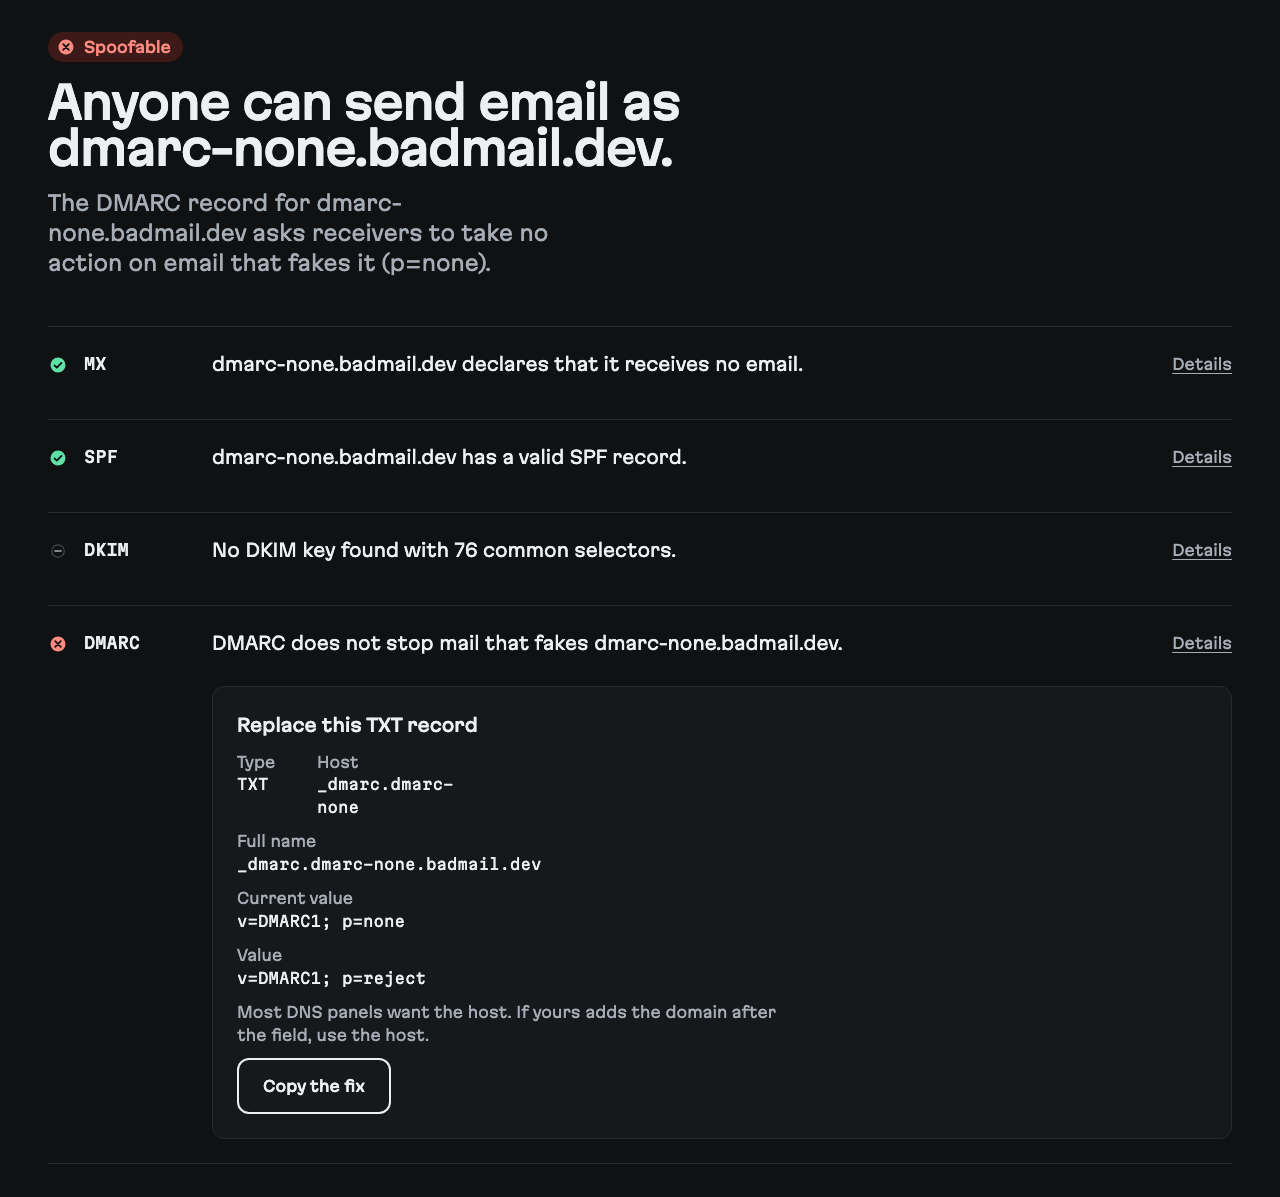 Spoofable
Anyone can send email as
dmarc-none.badmail.dev.
The DMARC record for dmarc-
none.badmail.dev asks receivers to take no
action on email that fakes it (p=none).
MX
dmarc-none.badmail.dev declares that it receives no email.
Details
SPF
dmarc-none.badmail.dev has a valid SPF record.
Details
DKIM
No DKIM key found with 76 common selectors.
Details
DMARC
DMARC does not stop mail that fakes dmarc-none.badmail.dev.
Details
Replace this TXT record
Type
Host
TXT
_dmarc.dmarc-
none
Full name
_dmarc.dmarc-none.badmail.dev
Current value
v=DMARC1; p=none
Value
v=DMARC1; p=reject
Most DNS panels want the host. If yours adds the domain after
the field, use the host.
Copy the fix